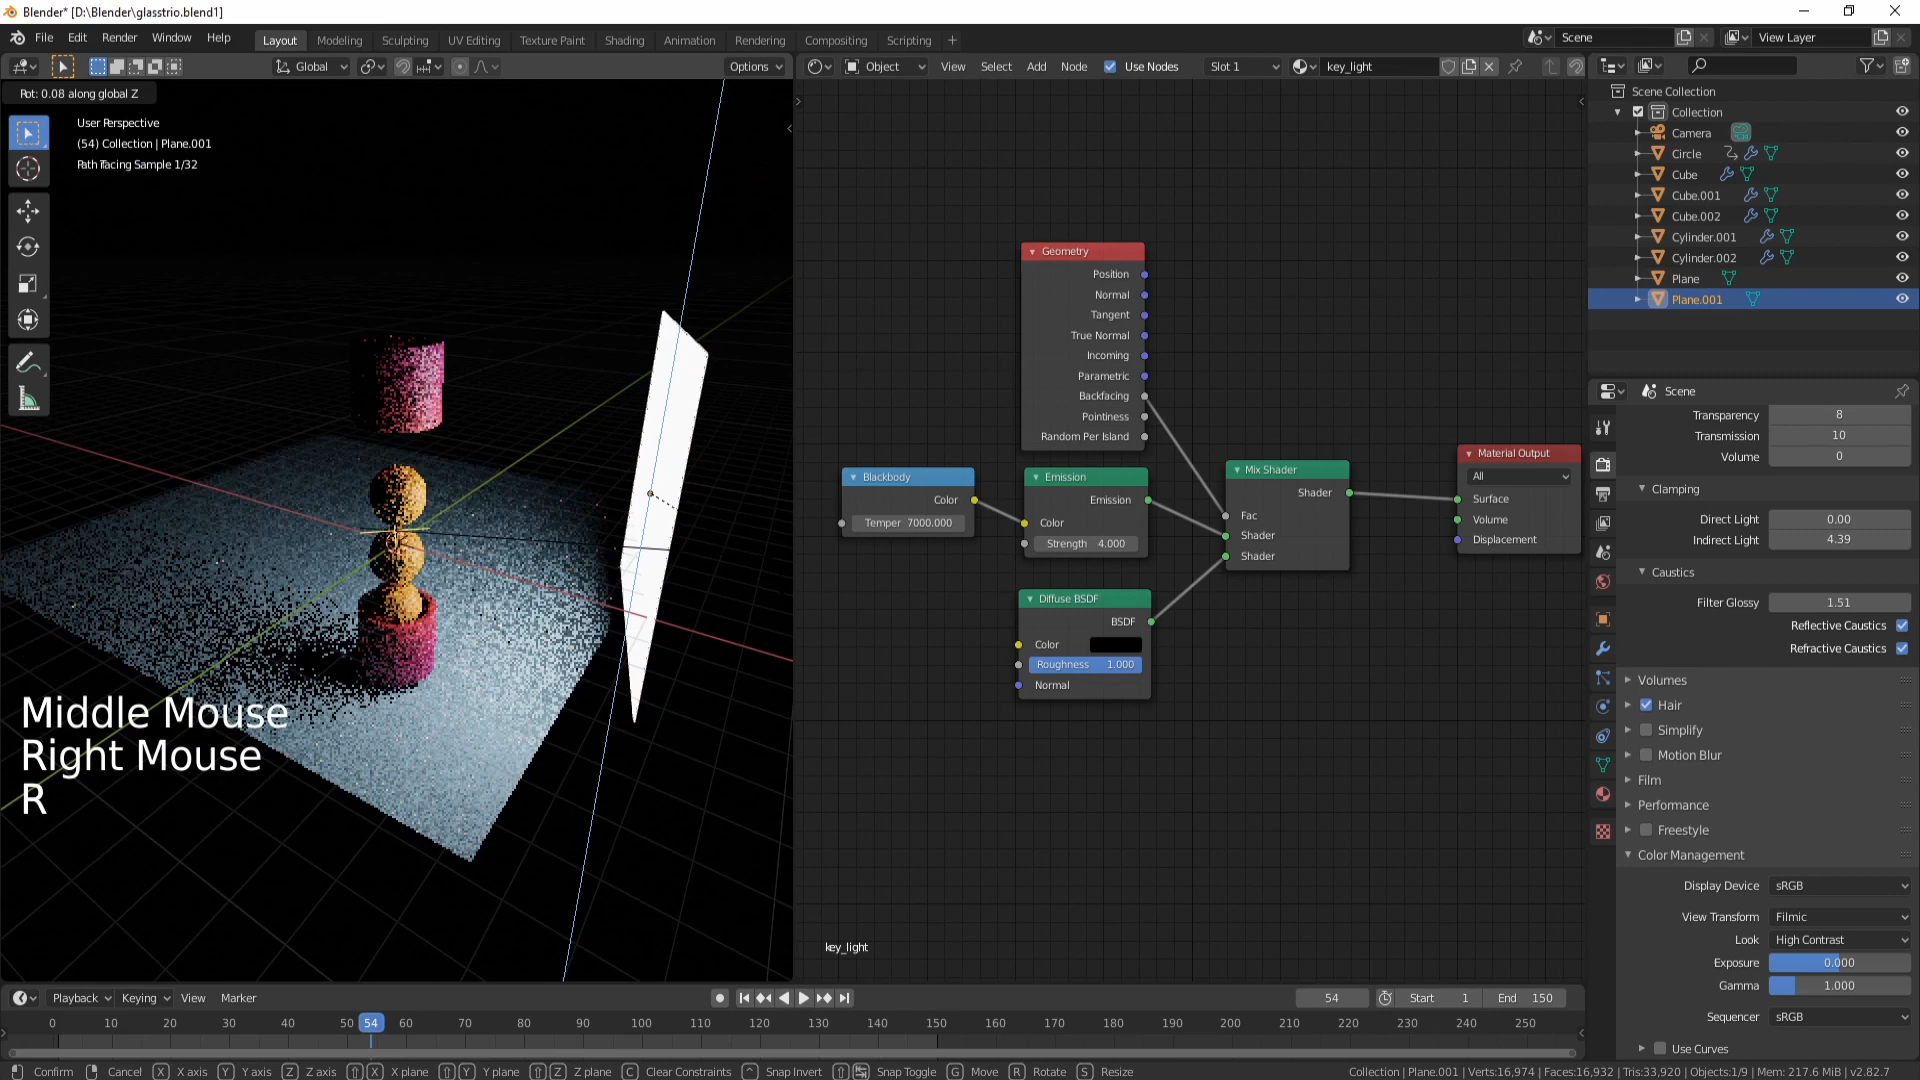 Blender* [D:\Blender\glasstrio.blend1]
File Edit Render Window Help
Layout Modeling Sculpting UV Editing Texture Paint Shading Animation Rendering Compositing Scripting +
Scene View Layer
Global Options
Object View Select Add Node Use Nodes Slot 1 key_light
Rot: 0.08 along global Z
User Perspective
(54) Collection | Plane.001
Path Tracing Sample 1/32
Middle Mouse
Right Mouse
R
Geometry
Position
Normal
Tangent
True Normal
Incoming
Parametric
Backfacing
Pointiness
Random Per Island
Blackbody
Color
Temper 7000.000
Emission
Emission
Color
Strength 4.000
Diffuse BSDF
BSDF
Color
Roughness 1.000
Normal
Mix Shader
Shader
Fac
Shader
Shader
Material Output
All
Surface
Volume
Displacement
key_light
Scene Collection
Collection
Camera
Circle
Cube
Cube.001
Cube.002
Cylinder.001
Cylinder.002
Plane
Plane.001
Scene
Transparency 8
Transmission 10
Volume 0
Clamping
Direct Light 0.00
Indirect Light 4.39
Caustics
Filter Glossy 1.51
Reflective Caustics
Refractive Caustics
Volumes
Hair
Simplify
Motion Blur
Film
Performance
Freestyle
Color Management
Display Device sRGB
View Transform Filmic
Look High Contrast
Exposure 0.000
Gamma 1.000
Sequencer sRGB
Use Curves
Playback Keying View Marker 54 Start 1 End 150
0 10 20 30 40 50 54 60 70 80 90 100 110 120 130 140 150 160 170 180 190 200 210 220 230 240 250
Confirm Cancel X X axis Y Y axis Z Z axis X X plane Y Y plane Z Z plane C Clear Constraints Snap Invert Snap Toggle G Move R Rotate S Resize Collection | Plane.001 | Verts:16,974 | Faces:16,932 | Tris:33,920 | Objects:1/9 | Mem: 217.6 MiB | v2.82.7